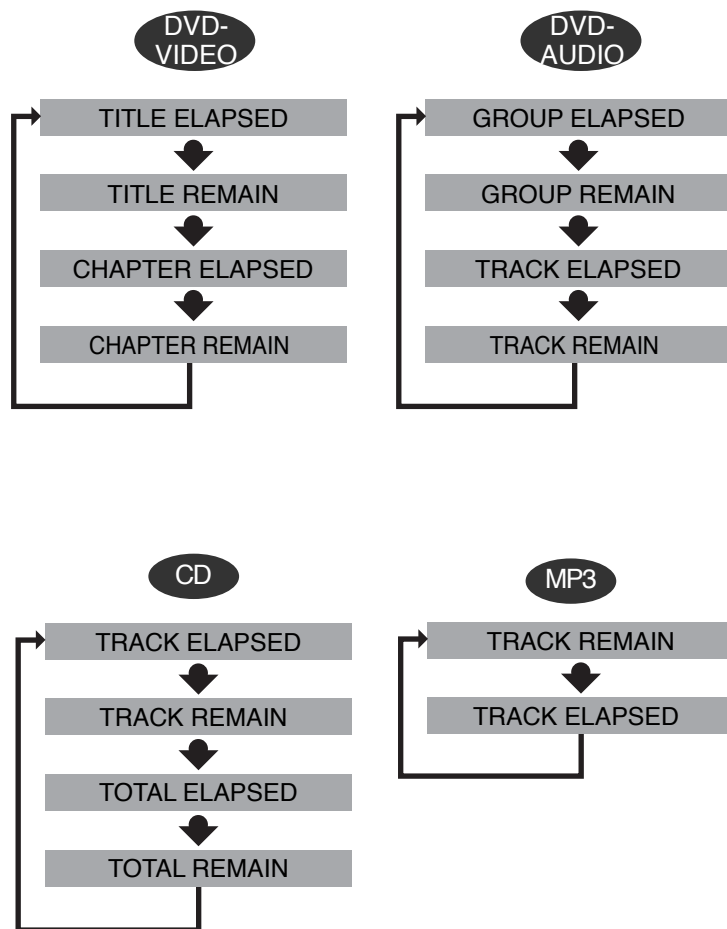 DVD-
VIDEO
TITLE ELAPSED
TITLE REMAIN
CHAPTER ELAPSED
CHAPTER REMAIN
DVD-
AUDIO
GROUP ELAPSED
GROUP REMAIN
TRACK ELAPSED
TRACK REMAIN
CD
TRACK ELAPSED
TRACK REMAIN
TOTAL ELAPSED
TOTAL REMAIN
MP3
TRACK REMAIN
TRACK ELAPSED